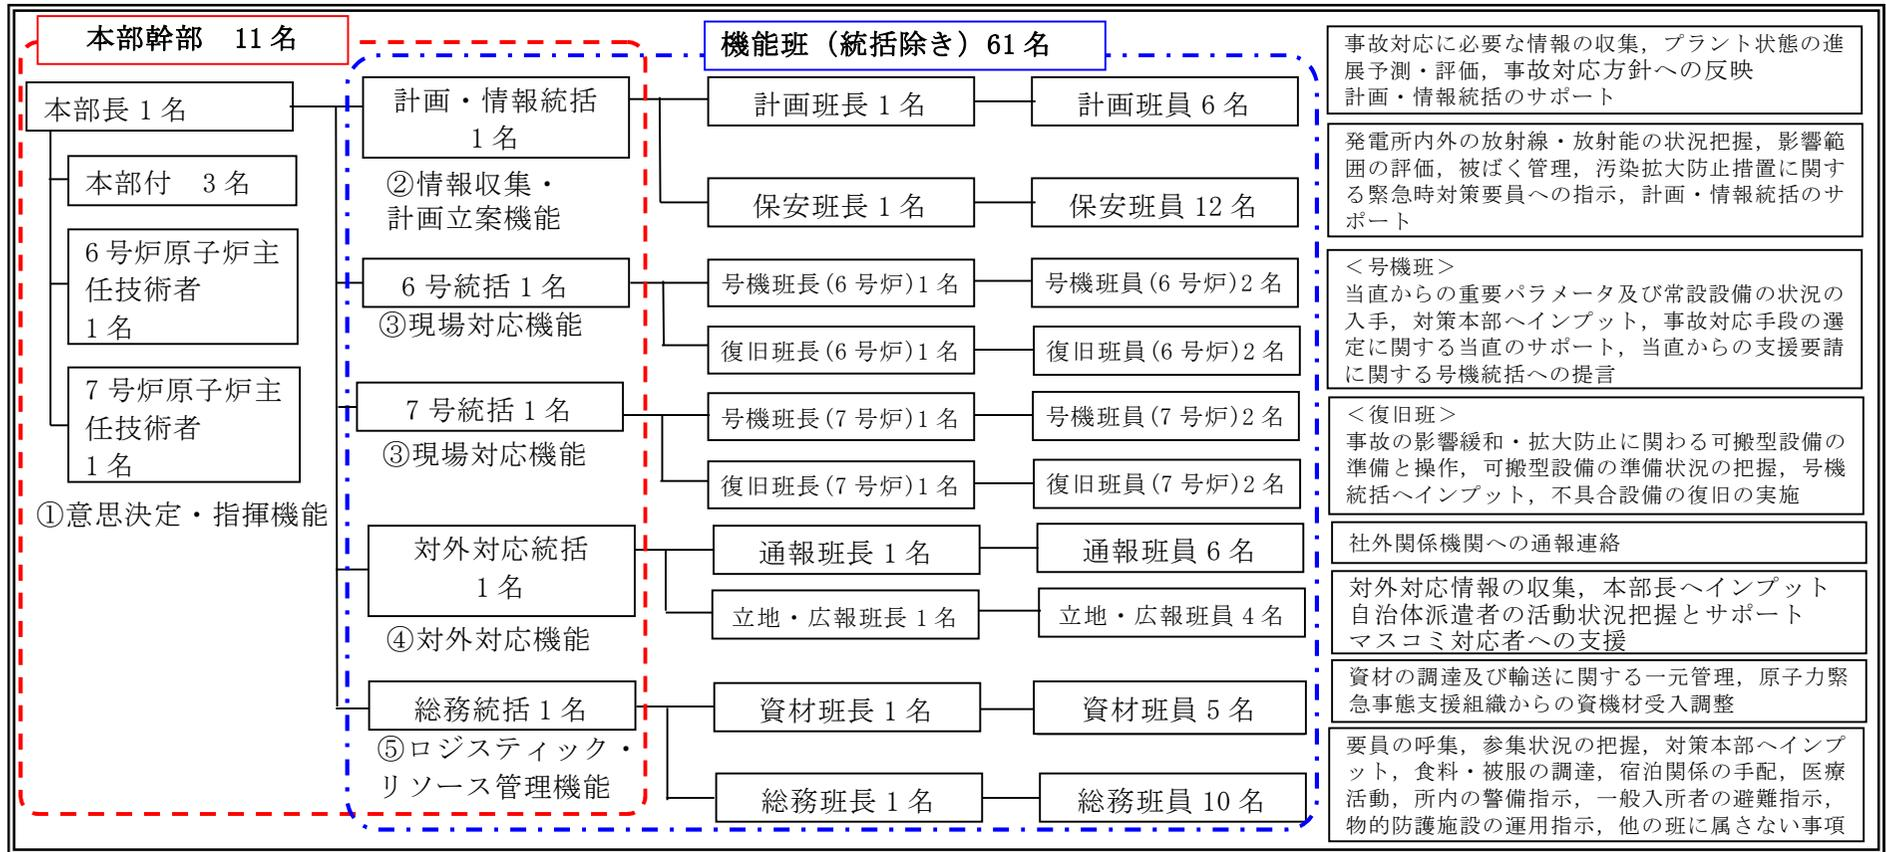 本部幹部 11名
機能班(統括除き)61名
本部長1名
本部付 3名
6号炉原子炉主
任技術者
1名
7号炉原子炉主
任技術者
1名
①意思決定・指揮機能
計画・情報統括
1名
②情報収集・
計画立案機能
6号統括1名
③現場対応機能
7号統括1名
③現場対応機能
対外対応統括
1名
④対外対応機能
総務統括1名
⑤ロジスティック・
リソース管理機能
計画班長1名
計画班員6名
保安班長1名
保安班員12名
号機班長(6号炉)1名
号機班員(6号炉)2名
復旧班長(6号炉)1名
復旧班員(6号炉)2名
号機班長(7号炉)1名
号機班員(7号炉)2名
復旧班長(7号炉)1名
復旧班員(7号炉)2名
通報班長1名
通報班員6名
立地・広報班長1名
立地・広報班員4名
資材班長1名
資材班員5名
総務班長1名
総務班員10名
事故対応に必要な情報の収集,プラント状態の進
展予測・評価,事故対応方針への反映
計画・情報統括のサポート
発電所内外の放射線・放射能の状況把握,影響範
囲の評価,被ばく管理,汚染拡大防止措置に関す
る緊急時対策要員への指示,計画・情報統括のサ
ポート
<号機班>
当直からの重要パラメータ及び常設設備の状況の
入手,対策本部へインプット,事故対応手段の選
定に関する当直のサポート,当直からの支援要請
に関する号機統括への提言
<復旧班>
事故の影響緩和・拡大防止に関わる可搬型設備の
準備と操作,可搬型設備の準備状況の把握,号機
統括へインプット,不具合設備の復旧の実施
社外関係機関への通報連絡
対外対応情報の収集,本部長へインプット
自治体派遣者の活動状況把握とサポート
マスコミ対応者への支援
資材の調達及び輸送に関する一元管理,原子力緊
急事態支援組織からの資機材受入調整
要員の呼集,参集状況の把握,対策本部へインプ
ット,食料・被服の調達,宿泊関係の手配,医療
活動,所内の警備指示,一般入所者の避難指示,
物的防護施設の運用指示,他の班に属さない事項